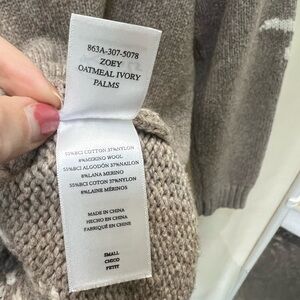 863A-307-5078
ZOEY
OATMEAL IVORY
PALMS
55%BCI COTTON 37%NYLON
8%MERINO WOOL
55%BCI ALGODÓN 37%NAILON
8%LANA MERINO
55%BCI COTON 37%NYLON
8%LAINE MÉRINOS
MADE IN CHINA
HECHO EN CHINA
FABRIQUÉ EN CHINE
SMALL
CHICO
PETIT